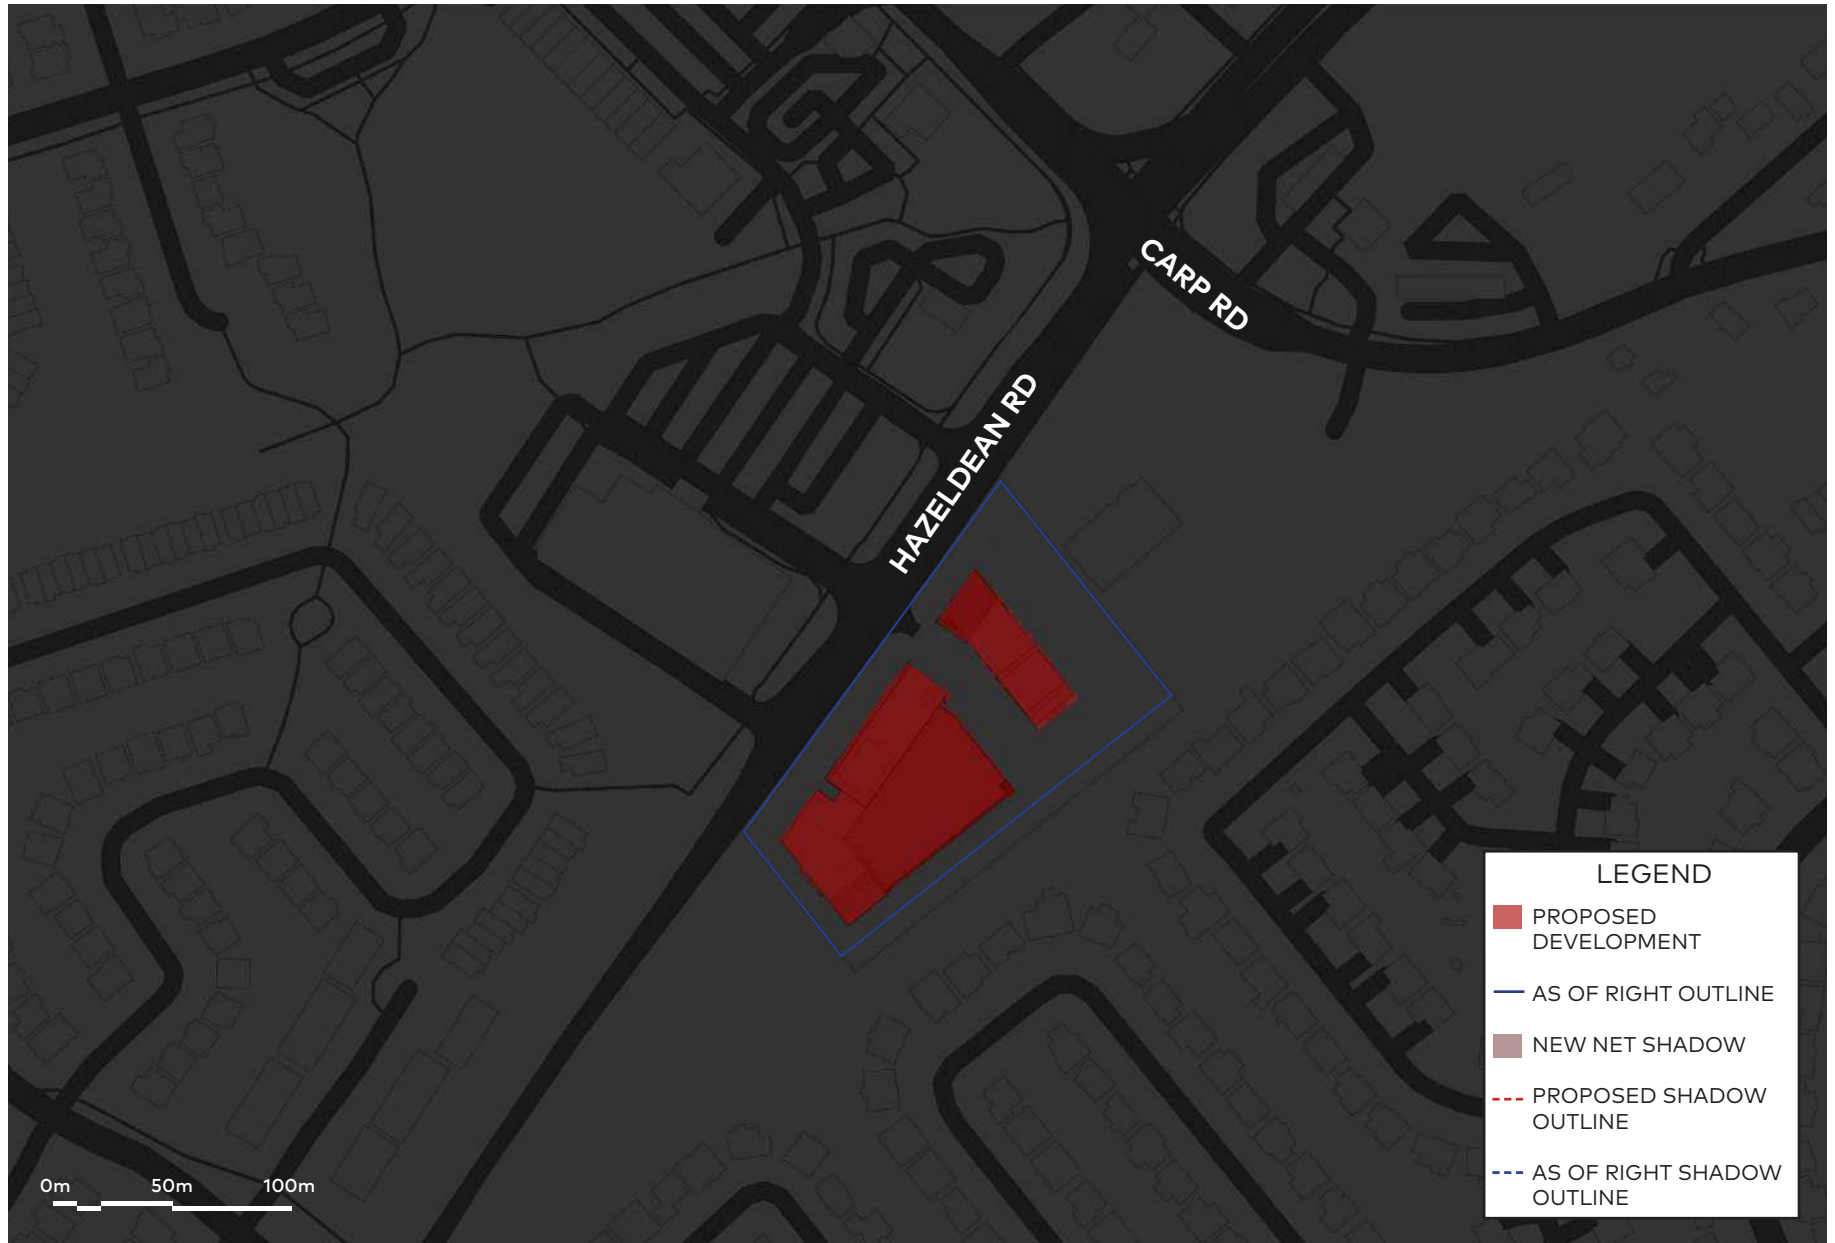 CARP RD
HAZELDEAN RD
LEGEND
PROPOSED
DEVELOPMENT
AS OF RIGHT OUTLINE
NEW NET SHADOW
PROPOSED SHADOW
OUTLINE
AS OF RIGHT SHADOW
OUTLINE
0m 50m 100m